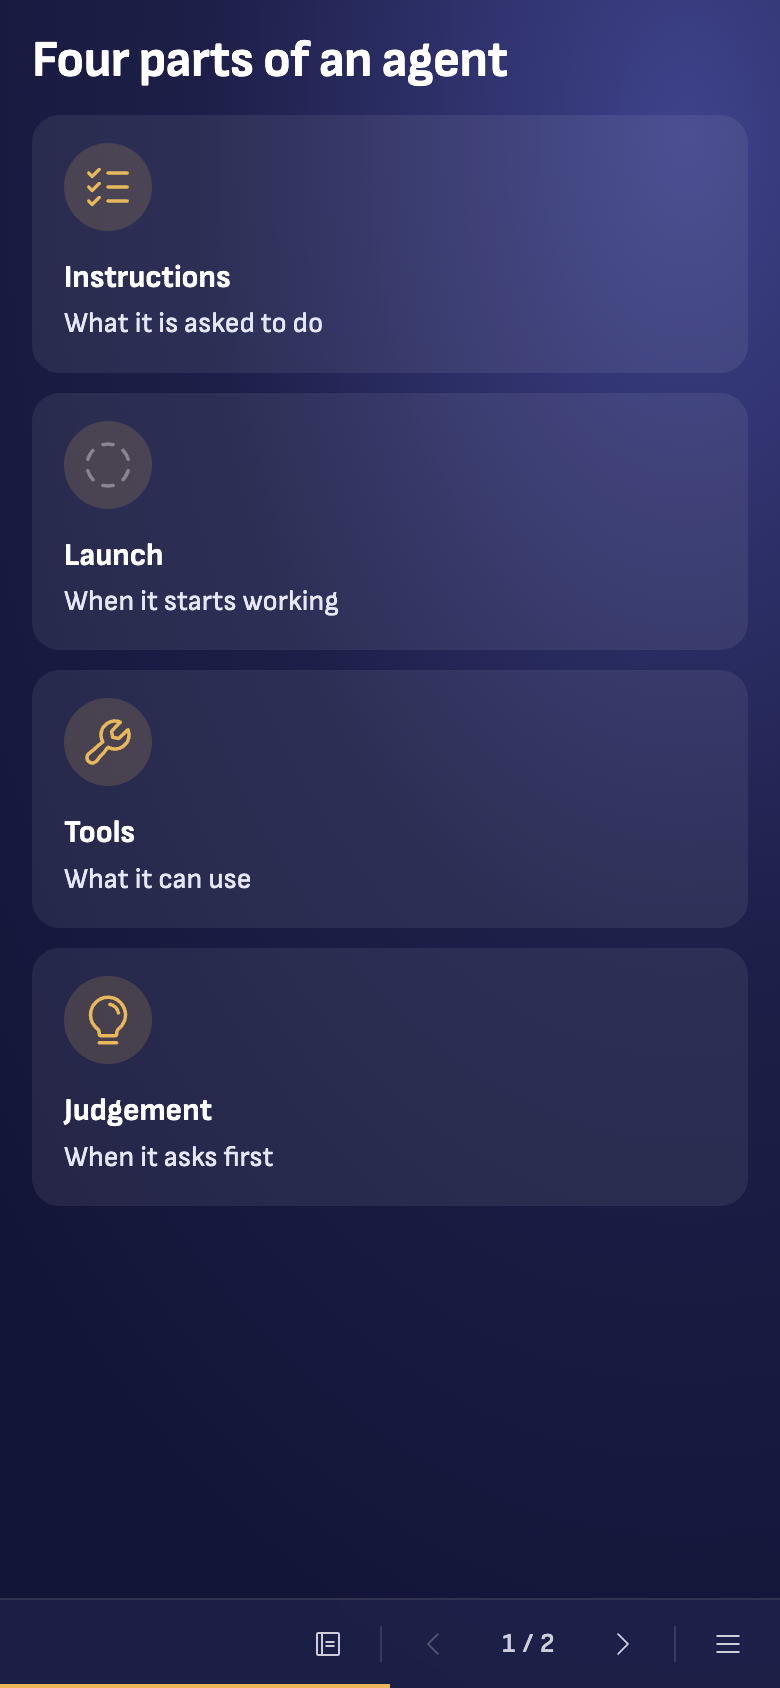 Four parts of an agent
Instructions
What it is asked to do
Launch
When it starts working
Tools
What it can use
Judgement
When it asks first
1 / 2